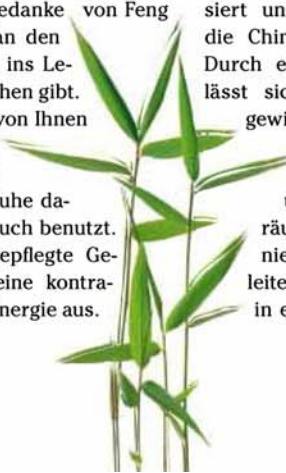 edanke von Feng
an den
ins Le-
chen gibt.
von Ihnen
uhe da-
uch benutzt.
epflegte Ge-
eine kontra-
nergie aus.
siert un
die Chin
Durch e
lässt sic
gewi
räu
nie
leite
in e